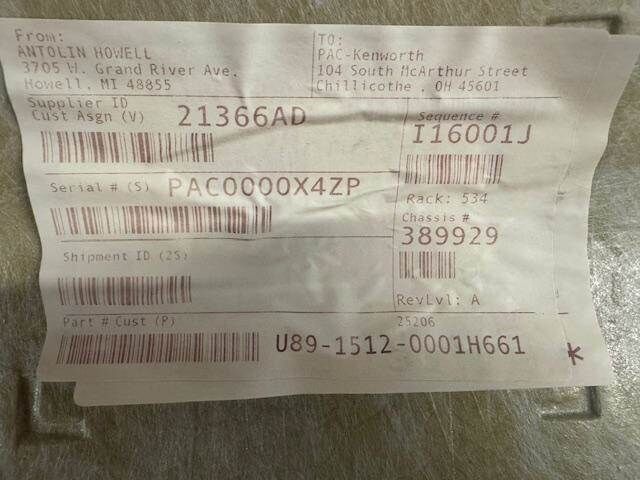 From:
ANTOLIN HOWELL
3705 W. Grand River Ave.
Howell, MI 48855
TO:
PAC-Kenworth
104 South McArthur Street
Chillicothe , OH 45601
Supplier ID
Cust Asgn (V)
21366AD
Sequence #
I16001J
Serial # (S)
PAC0000X4ZP
Rack: 534
Chassis #
389929
Shipment ID (2S)
RevLvl: A
Part # Cust (P)
25206
U89-1512-0001H661
*